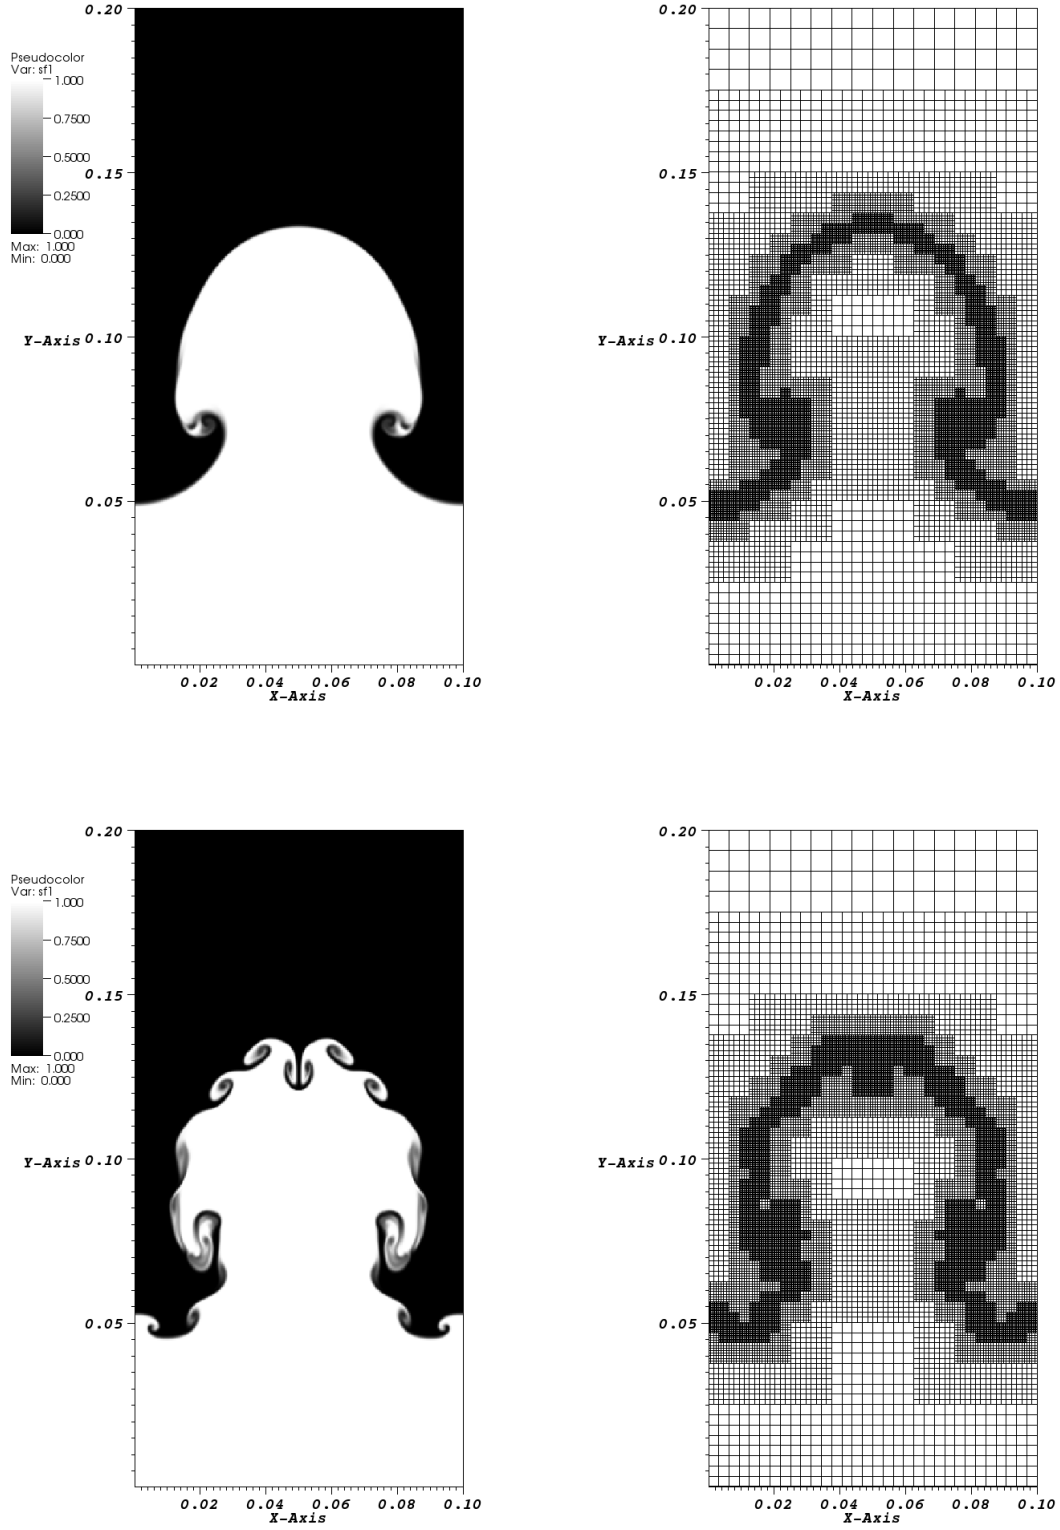 0.20
Pseudocolor
Var: sf1
1.000
0.7500
0.5000
0.2500
0.000
Max: 1.000
Min: 0.000
0.15
Y-Axis 0.10
0.05
0.02 0.04 0.06 0.08 0.10
X-Axis
0.20
0.15
Y-Axis 0.10
0.05
0.02 0.04 0.06 0.08 0.10
X-Axis
0.20
Pseudocolor
Var: sf1
1.000
0.7500
0.5000
0.2500
0.000
Max: 1.000
Min: 0.000
0.15
Y-Axis 0.10
0.05
0.02 0.04 0.06 0.08 0.10
X-Axis
0.20
0.15
Y-Axis 0.10
0.05
0.02 0.04 0.06 0.08 0.10
X-Axis